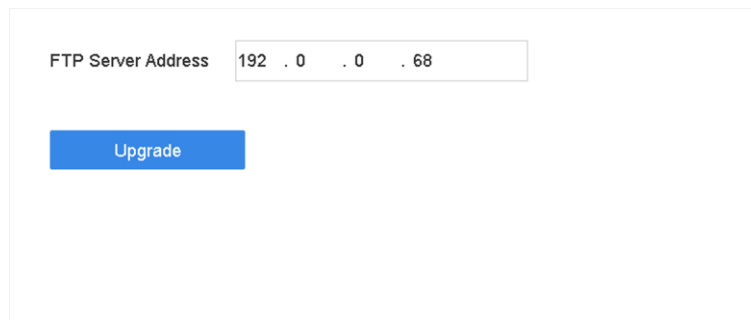 FTP Server Address 192 . 0 . 0 . 68
Upgrade